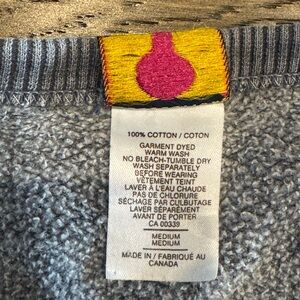 100% COTTON / COTON
GARMENT DYED
WARM WASH
NO BLEACH-TUMBLE DRY
WASH SEPARATELY
BEFORE WEARING
VÊTEMENT TEINT
LAVER À L'EAU CHAUDE
PAS DE CHLORURE
SÉCHAGE PAR CULBUTAGE
LAVER SÉPARÉMENT
AVANT DE PORTER
CA 00339
MEDIUM
MEDIUM
MADE IN / FABRIQUÉ AU
CANADA